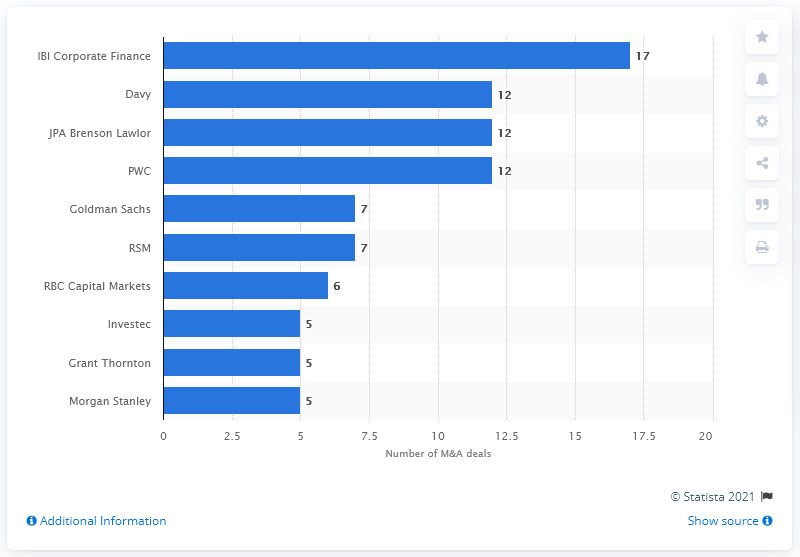 IBI Corporate Finance 17
Davy 12
JPA Brenson Lawlor 12
PWC 12
Goldman Sachs 7
RSM 7
RBC Capital Markets 6
Investec 5
Grant Thornton 5
Morgan Stanley 5
0 2.5 5 7.5 10 12.5 15 17.5 20
Number of M&A deals
© Statista 2021
Additional Information Show source